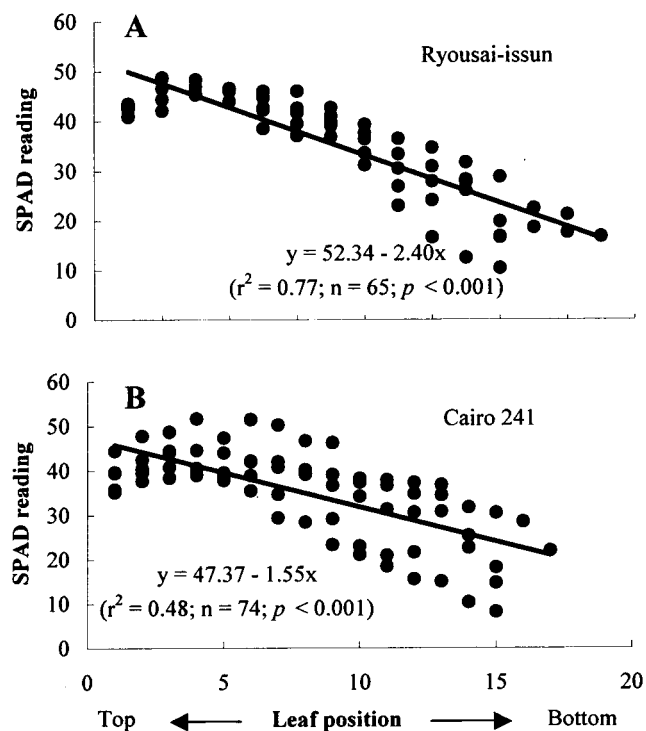 60
A
Ryousai-issun
50
40
30
20
10
0
SPAD reading
y = 52.34 - 2.40x
(r² = 0.77; n = 65; p < 0.001)
60
B
Cairo 241
50
40
30
20
10
0
SPAD reading
y = 47.37 - 1.55x
(r² = 0.48; n = 74; p < 0.001)
0 5 10 15 20
Top ← Leaf position → Bottom